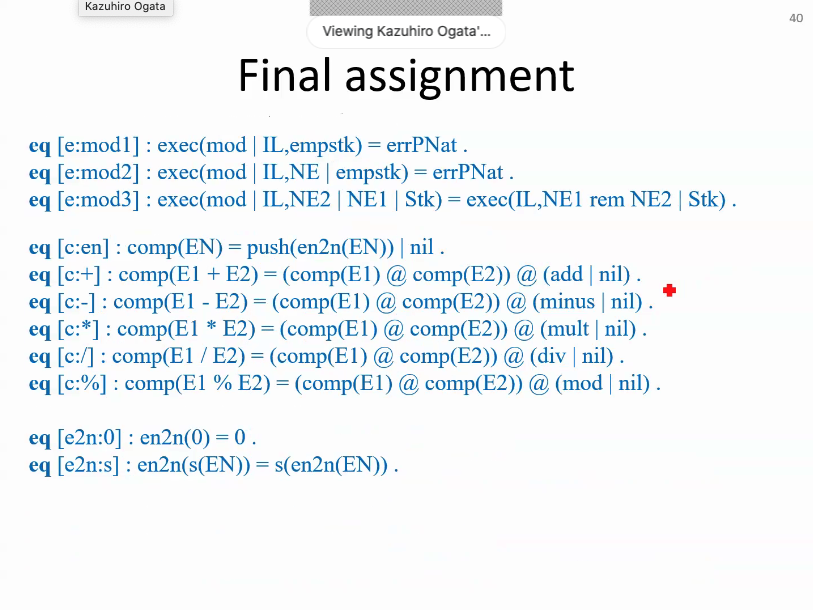 Kazuhiro Ogata
40
Viewing Kazuhiro Ogata'...
Final assignment
eq [e:mod1] : exec(mod | IL,empstk) = errPNat .
eq [e:mod2] : exec(mod | IL,NE | empstk) = errPNat .
eq [e:mod3] : exec(mod | IL,NE2 | NE1 | Stk) = exec(IL,NE1 rem NE2 | Stk) .
eq [c:en] : comp(EN) = push(en2n(EN)) | nil .
eq [c:+] : comp(E1 + E2) = (comp(E1) @ comp(E2)) @ (add | nil) .
eq [c:-] : comp(E1 - E2) = (comp(E1) @ comp(E2)) @ (minus | nil) .
eq [c:*] : comp(E1 * E2) = (comp(E1) @ comp(E2)) @ (mult | nil) .
eq [c:/] : comp(E1 / E2) = (comp(E1) @ comp(E2)) @ (div | nil) .
eq [c:%] : comp(E1 % E2) = (comp(E1) @ comp(E2)) @ (mod | nil) .
eq [e2n:0] : en2n(0) = 0 .
eq [e2n:s] : en2n(s(EN)) = s(en2n(EN)) .